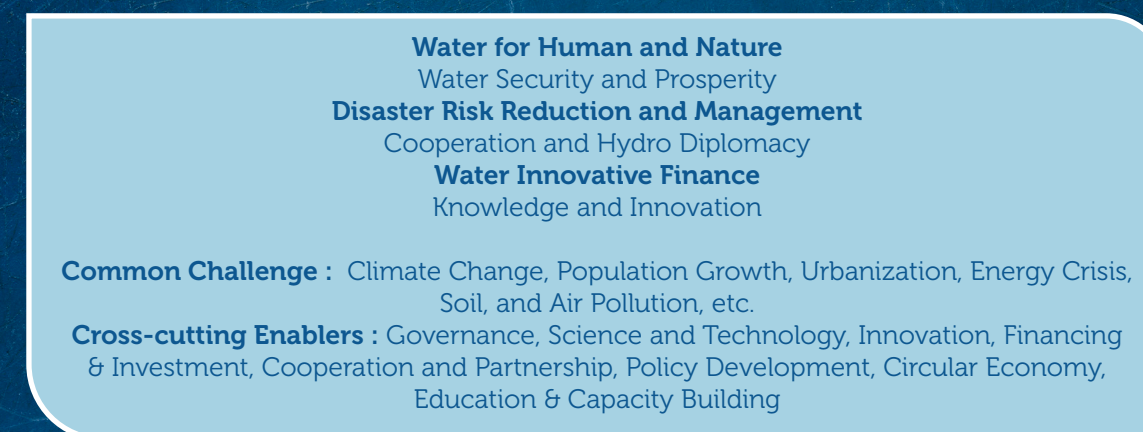 Water for Human and Nature
Water Security and Prosperity
Disaster Risk Reduction and Management
Cooperation and Hydro Diplomacy
Water Innovative Finance
Knowledge and Innovation
Common Challenge :  Climate Change, Population Growth, Urbanization, Energy Crisis,
Soil, and Air Pollution, etc.
Cross-cutting Enablers : Governance, Science and Technology, Innovation, Financing
& Investment, Cooperation and Partnership, Policy Development, Circular Economy,
Education & Capacity Building